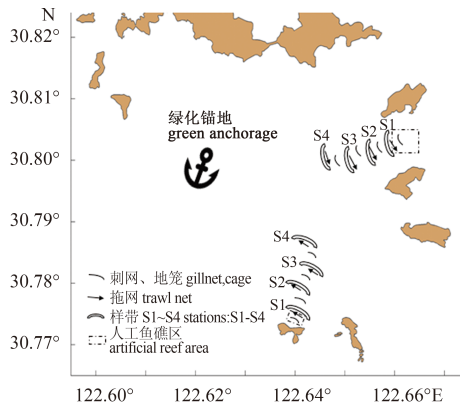 N
30.82°
30.81°
30.80°
30.79°
30.78°
30.77°
绿化锚地
green anchorage
S4
S3
S2
S1
S4
S3
S2
S1
刺网、地笼 gillnet,cage
拖网 trawl net
样带 S1~S4 stations:S1-S4
人工鱼礁区
artificial reef area
122.60°
122.62°
122.64°
122.66°E